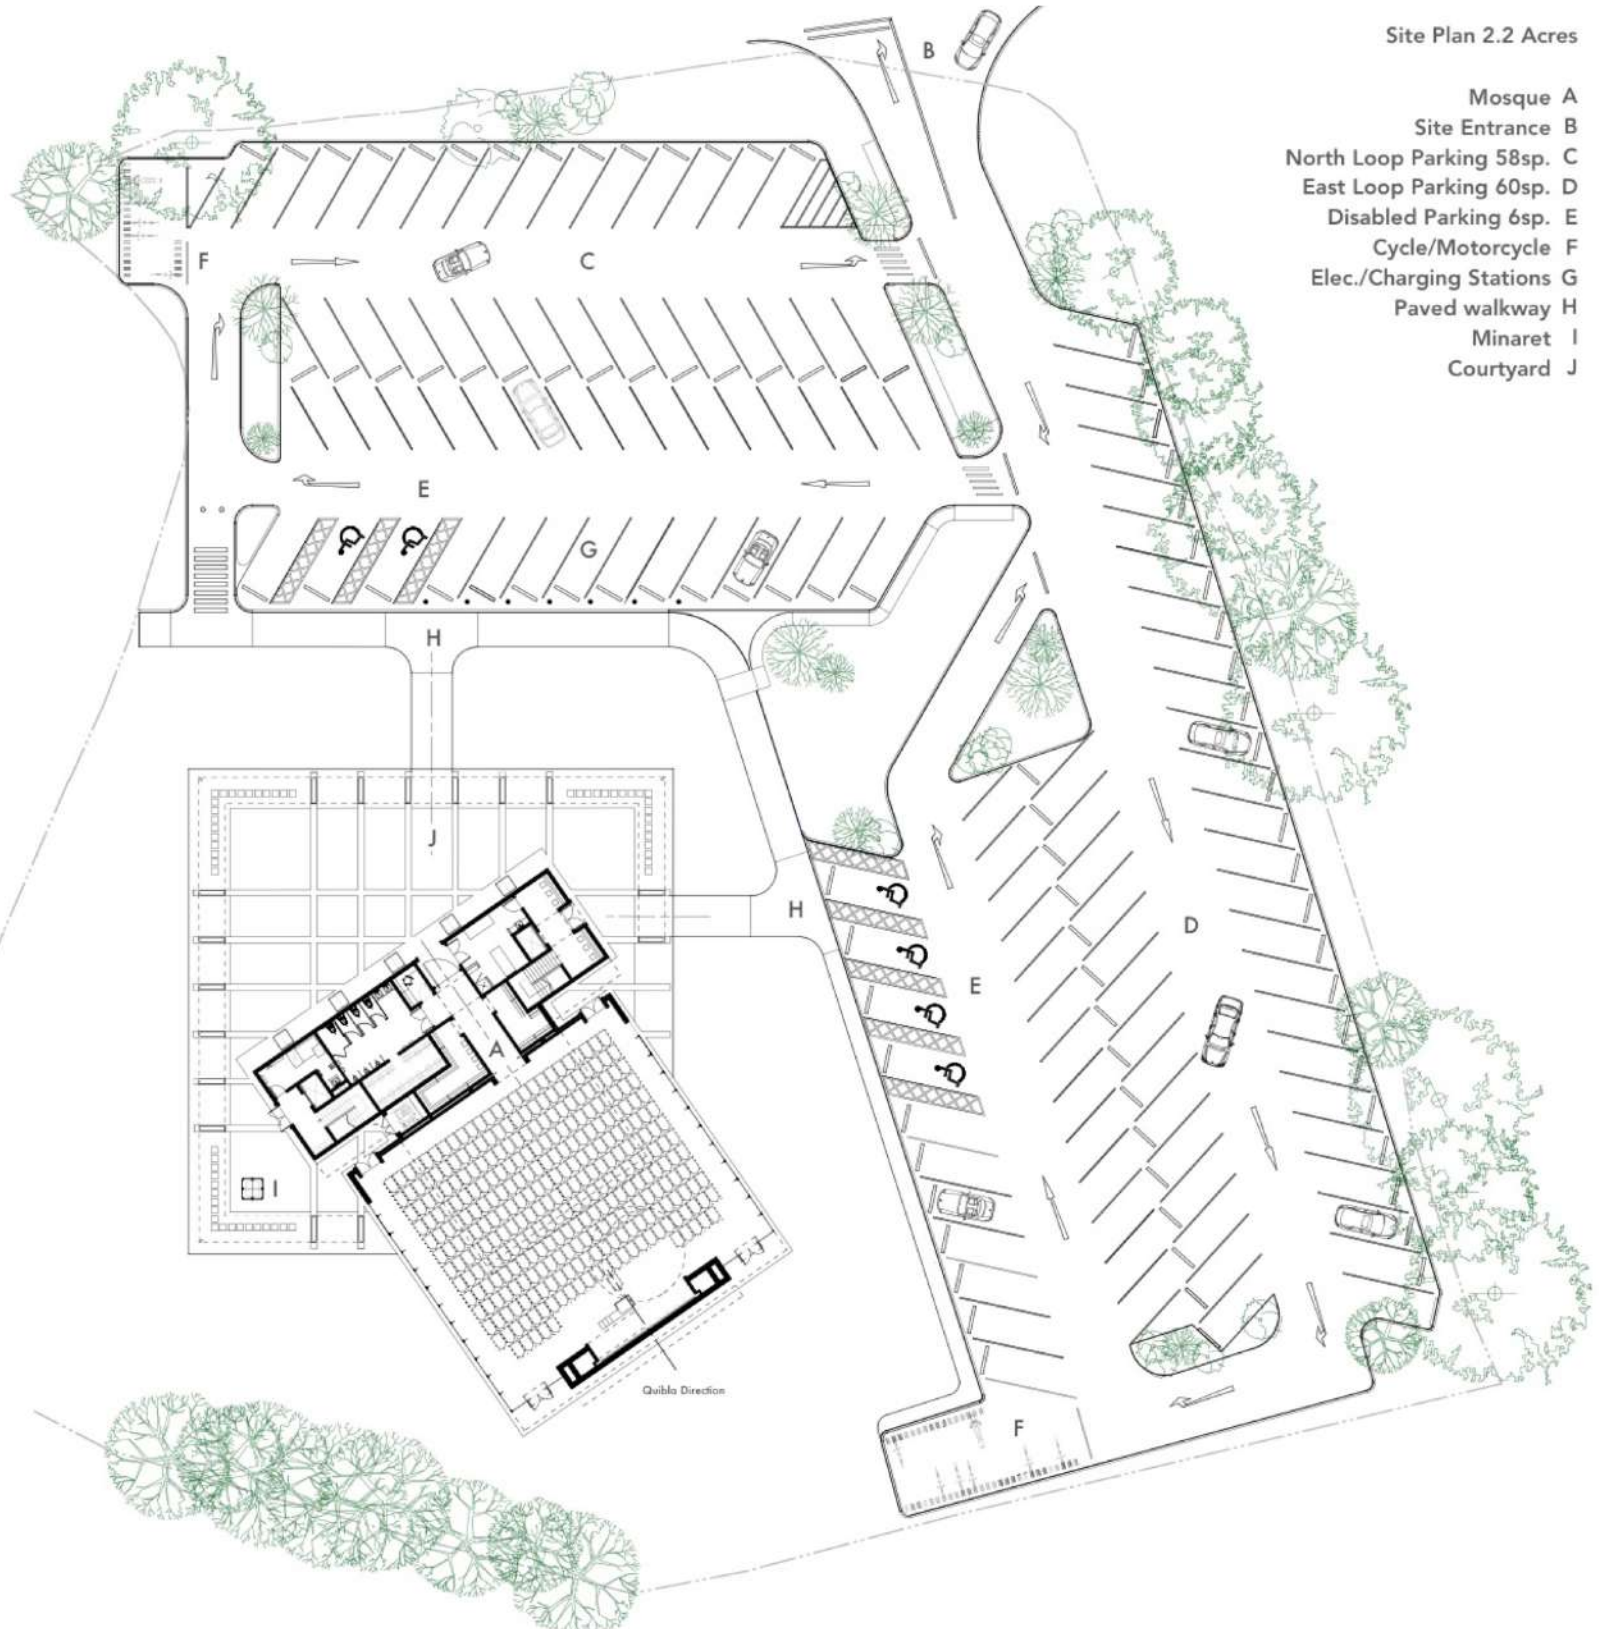 Site Plan 2.2 Acres
Mosque A
Site Entrance B
North Loop Parking 58sp. C
East Loop Parking 60sp. D
Disabled Parking 6sp. E
Cycle/Motorcycle F
Elec./Charging Stations G
Paved walkway H
Minaret I
Courtyard J
B
F
C
E
G
H
J
H
D
E
A
I
Quibla Direction
F